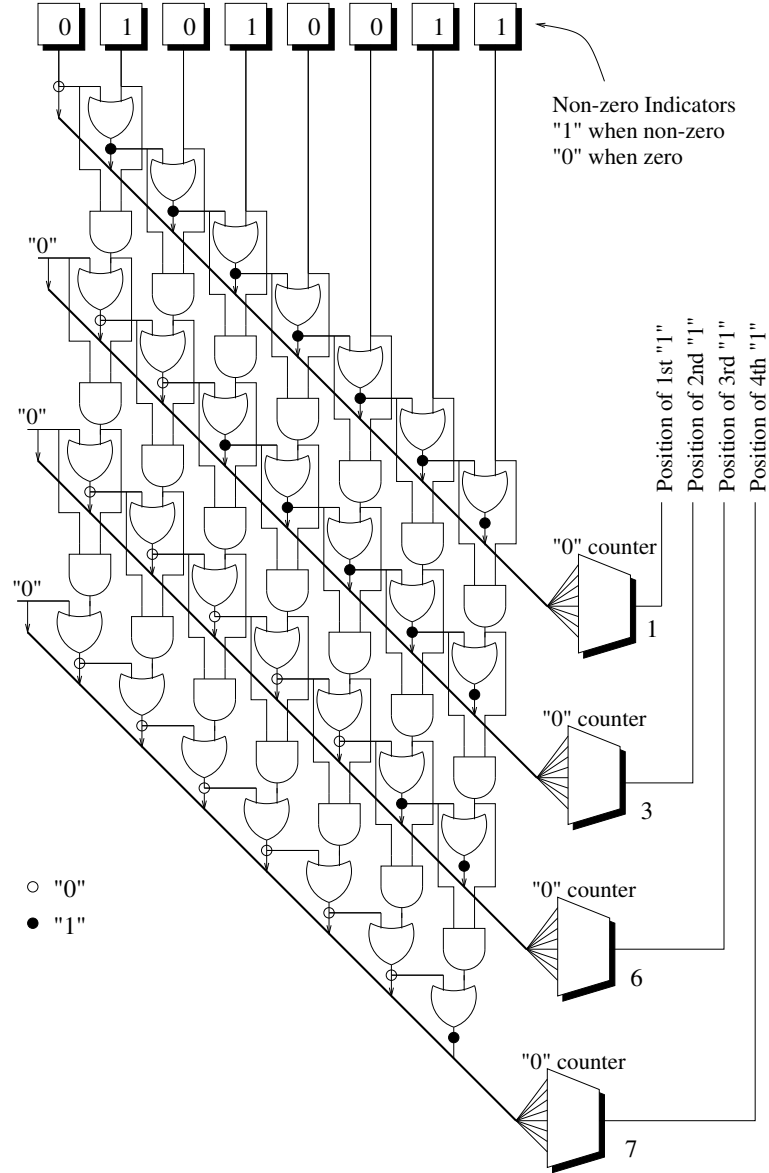 0 1 0 1 0 0 1 1
Non-zero Indicators
"1" when non-zero
"0" when zero
"0"
"0"
"0"
Position of 1st "1"
Position of 2nd "1"
Position of 3rd "1"
Position of 4th "1"
"0" counter
1
"0" counter
3
"0" counter
6
"0" counter
7
"0"
"1"